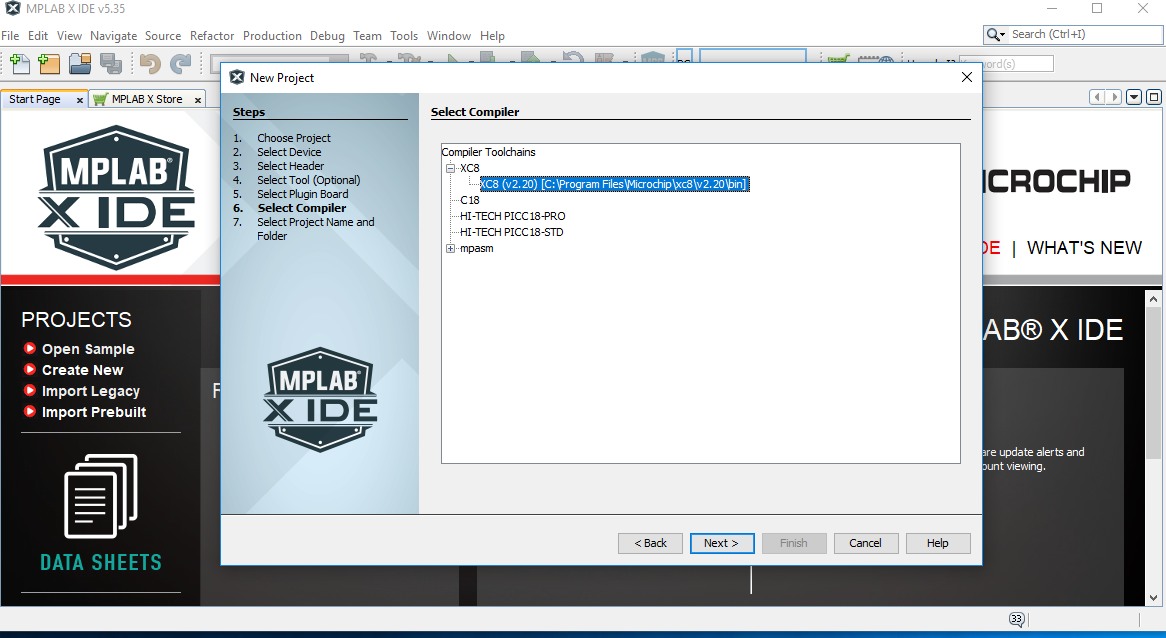 MPLAB X IDE v5.35
File Edit View Navigate Source Refactor Production Debug Team Tools Window Help
Search (Ctrl+I)
Start Page x MPLAB X Store x
New Project
Steps
1. Choose Project
2. Select Device
3. Select Header
4. Select Tool (Optional)
5. Select Plugin Board
6. Select Compiler
7. Select Project Name and
Folder
MPLAB®
X IDE
Select Compiler
Compiler Toolchains
XC8
XC8 (v2.20) [C:\Program Files\Microchip\xc8\v2.20\bin]
C18
HI-TECH PICC18-PRO
HI-TECH PICC18-STD
mpasm
< Back Next > Finish Cancel Help
MPLAB®
X IDE
ICROCHIP
DE | WHAT'S NEW
PROJECTS
Open Sample
Create New
Import Legacy
Import Prebuilt
DATA SHEETS
AB® X IDE
are update alerts and
ount viewing.
33